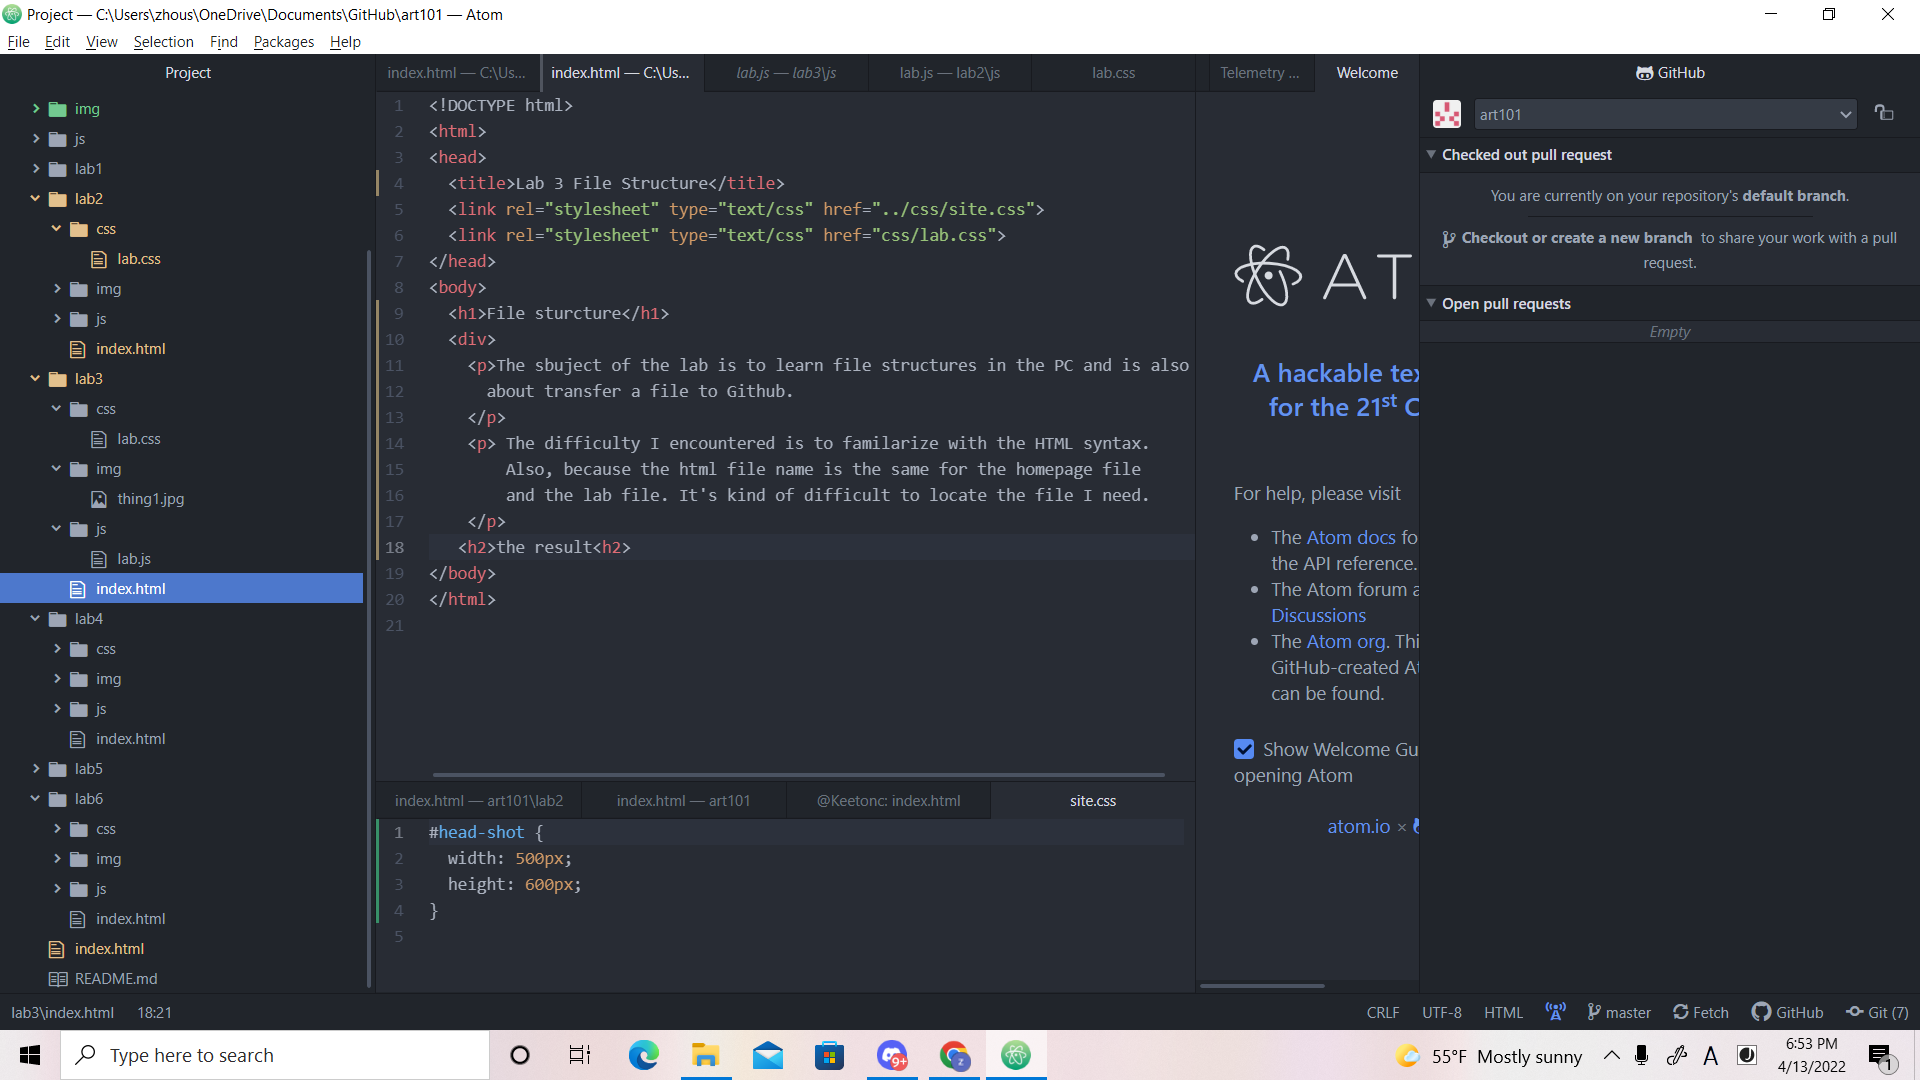 Project — C:\Users\zhous\OneDrive\Documents\GitHub\art101 — Atom
File Edit View Selection Find Packages Help
Project
img
js
lab1
lab2
css
lab.css
img
js
index.html
lab3
css
lab.css
img
thing1.jpg
js
lab.js
index.html
lab4
css
img
js
index.html
lab5
lab6
css
img
js
index.html
index.html
README.md
index.html — C:\Us... index.html — C:\Us... lab.js — lab3\js lab.js — lab2\js lab.css
1 <!DOCTYPE html>
2 <html>
3 <head>
4 <title>Lab 3 File Structure</title>
5 <link rel="stylesheet" type="text/css" href="../css/site.css">
6 <link rel="stylesheet" type="text/css" href="css/lab.css">
7 </head>
8 <body>
9 <h1>File sturcture</h1>
10 <div>
11 <p>The sbuject of the lab is to learn file structures in the PC and is also
12 about transfer a file to Github.
13 </p>
14 <p> The difficulty I encountered is to familarize with the HTML syntax.
15 Also, because the html file name is the same for the homepage file
16 and the lab file. It's kind of difficult to locate the file I need.
17 </p>
18 <h2>the result<h2>
19 </body>
20 </html>
21
index.html — art101\lab2 index.html — art101 @Keetonc: index.html site.css
1 #head-shot {
2 width: 500px;
3 height: 600px;
4 }
5
Telemetry ... Welcome
AT
A hackable tex
for the 21st C
For help, please visit
The Atom docs fo
the API reference.
The Atom forum a
Discussions
The Atom org. Thi
GitHub-created At
can be found.
Show Welcome Gu
opening Atom
atom.io ×
GitHub
art101
Checked out pull request
You are currently on your repository's default branch.
Checkout or create a new branch to share your work with a pull
request.
Open pull requests
Empty
lab3\index.html 18:21 CRLF UTF-8 HTML master Fetch GitHub Git (7)
Type here to search
9+
z
55°F Mostly sunny
A
6:53 PM
4/13/2022
1